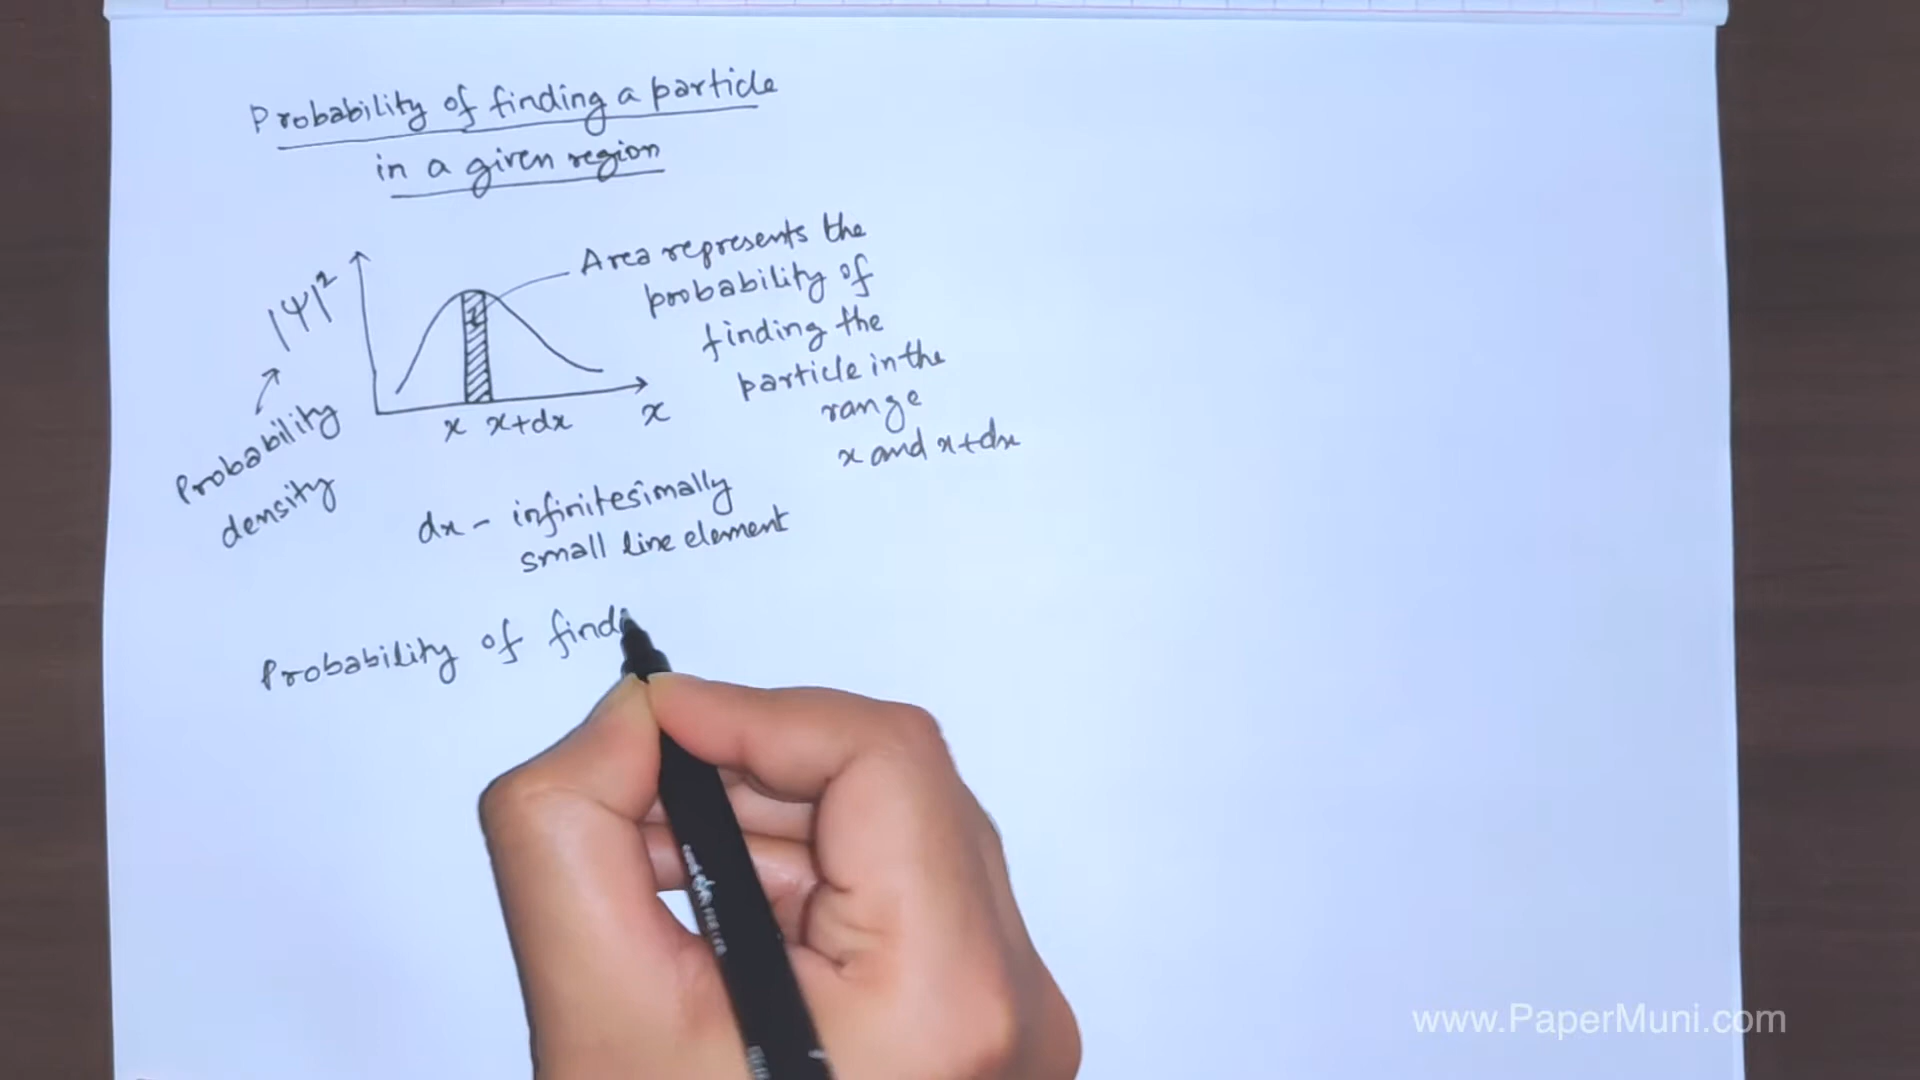 Probability of finding a particle
in a given region
|Ψ|²
Probability
density
x x+dx x
Area represents the
probability of
finding the
particle in the
range
x and x+dx
dx - infinitesimally
small line element
Probability of findi
www.PaperMuni.com